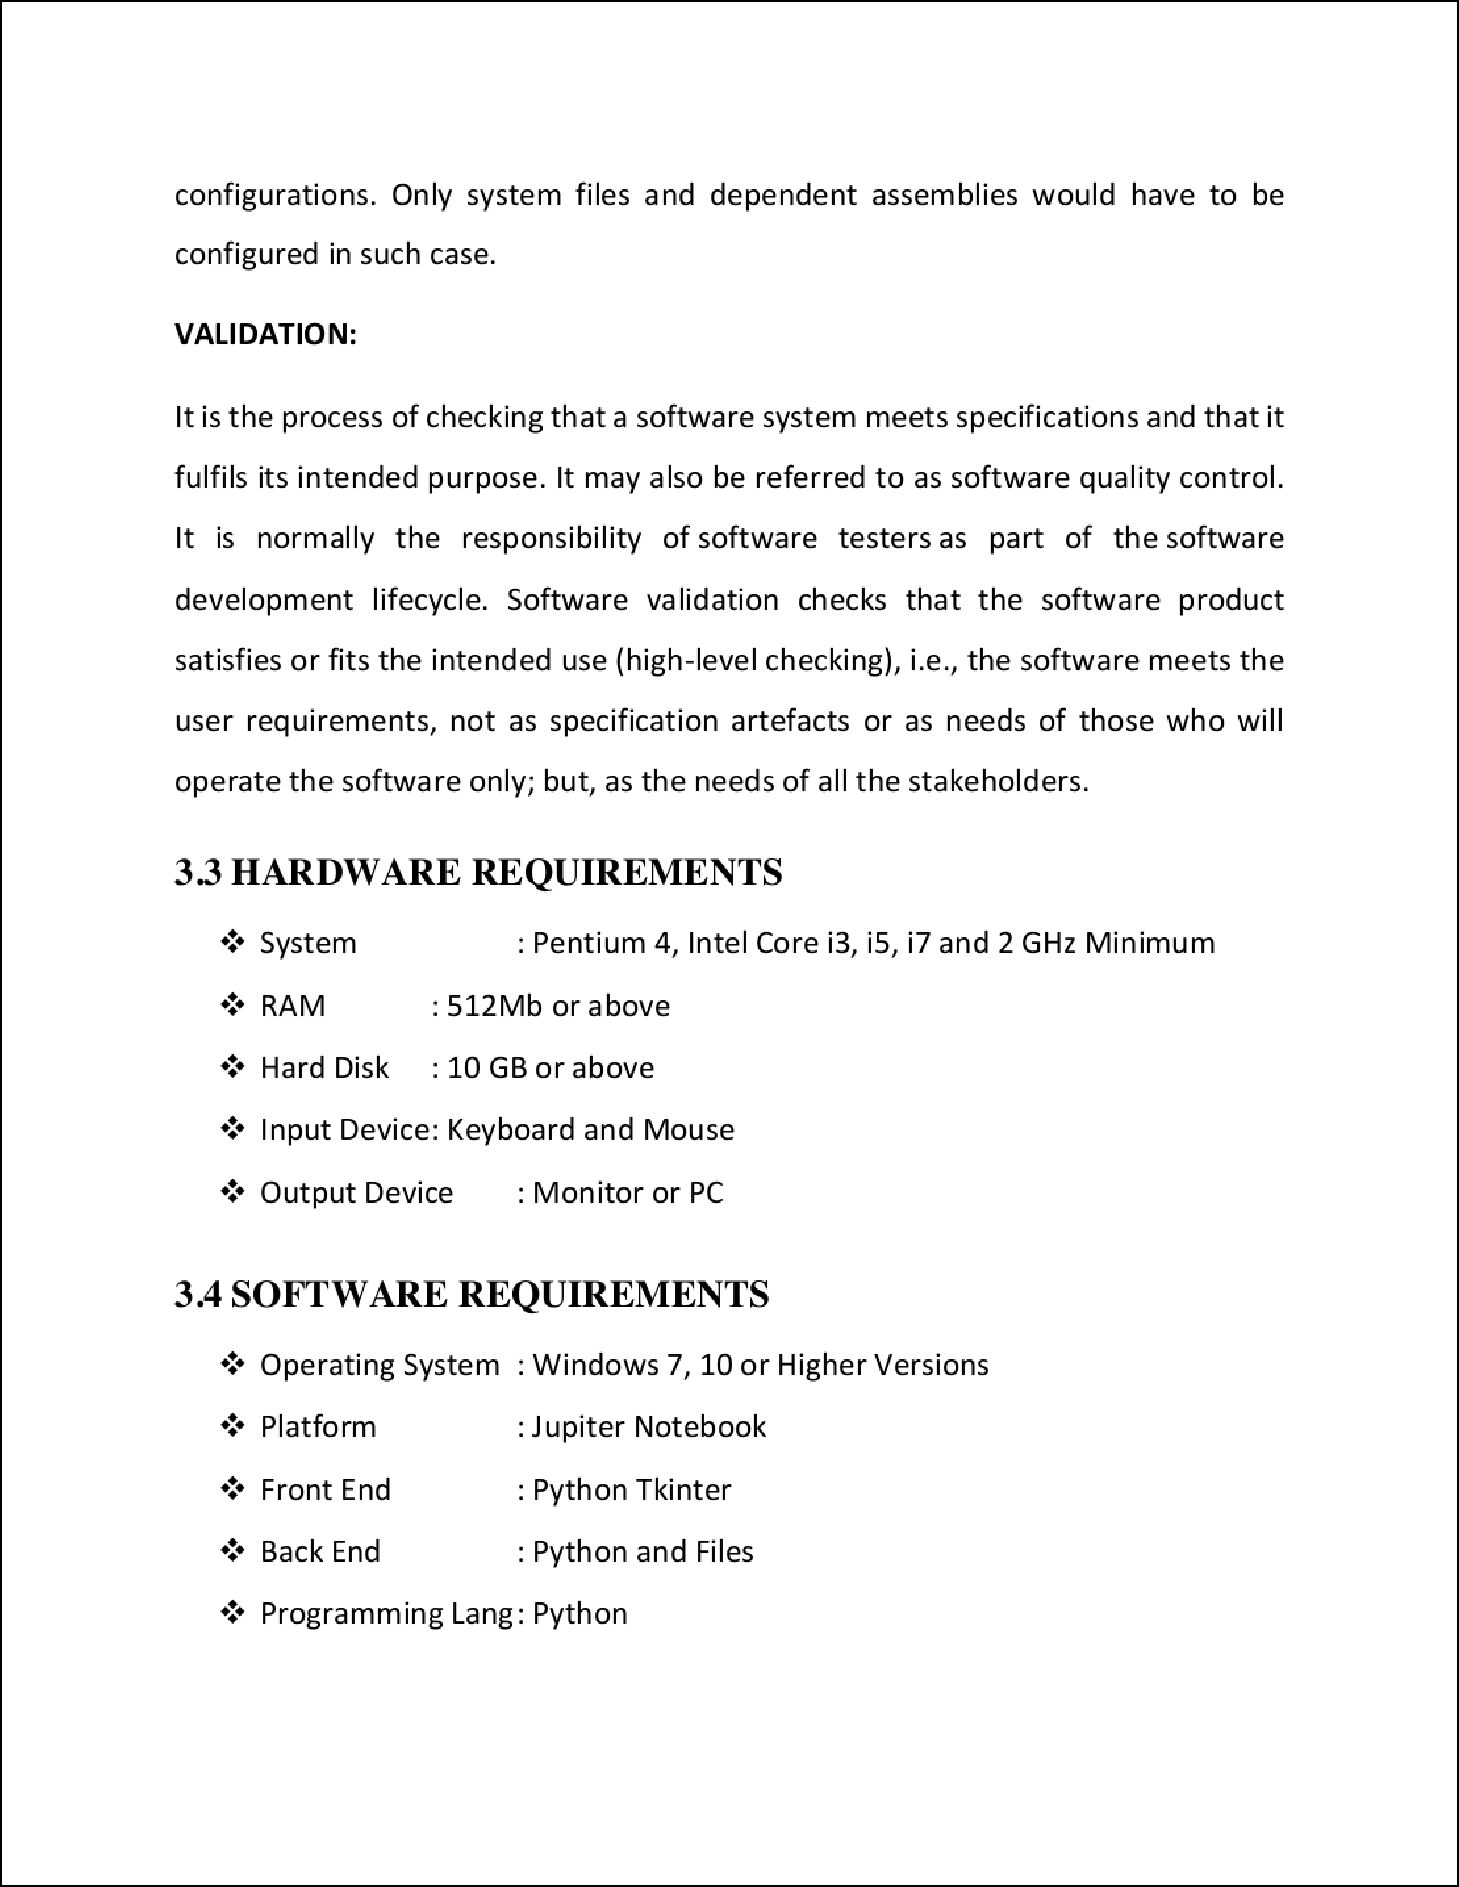 configurations. Only system files and dependent assemblies would have to be
configured in such case.
VALIDATION:
It is the process of checking that a software system meets specifications and that it
fulfils its intended purpose. It may also be referred to as software quality control.
It is normally the responsibility of software testers as part of the software
development lifecycle. Software validation checks that the software product
satisfies or fits the intended use (high-level checking), i.e., the software meets the
user requirements, not as specification artefacts or as needs of those who will
operate the software only; but, as the needs of all the stakeholders.
3.3 HARDWARE REQUIREMENTS
❖ System : Pentium 4, Intel Core i3, i5, i7 and 2 GHz Minimum
❖ RAM : 512Mb or above
❖ Hard Disk : 10 GB or above
❖ Input Device: Keyboard and Mouse
❖ Output Device : Monitor or PC
3.4 SOFTWARE REQUIREMENTS
❖ Operating System : Windows 7, 10 or Higher Versions
❖ Platform : Jupiter Notebook
❖ Front End : Python Tkinter
❖ Back End : Python and Files
❖ Programming Lang: Python